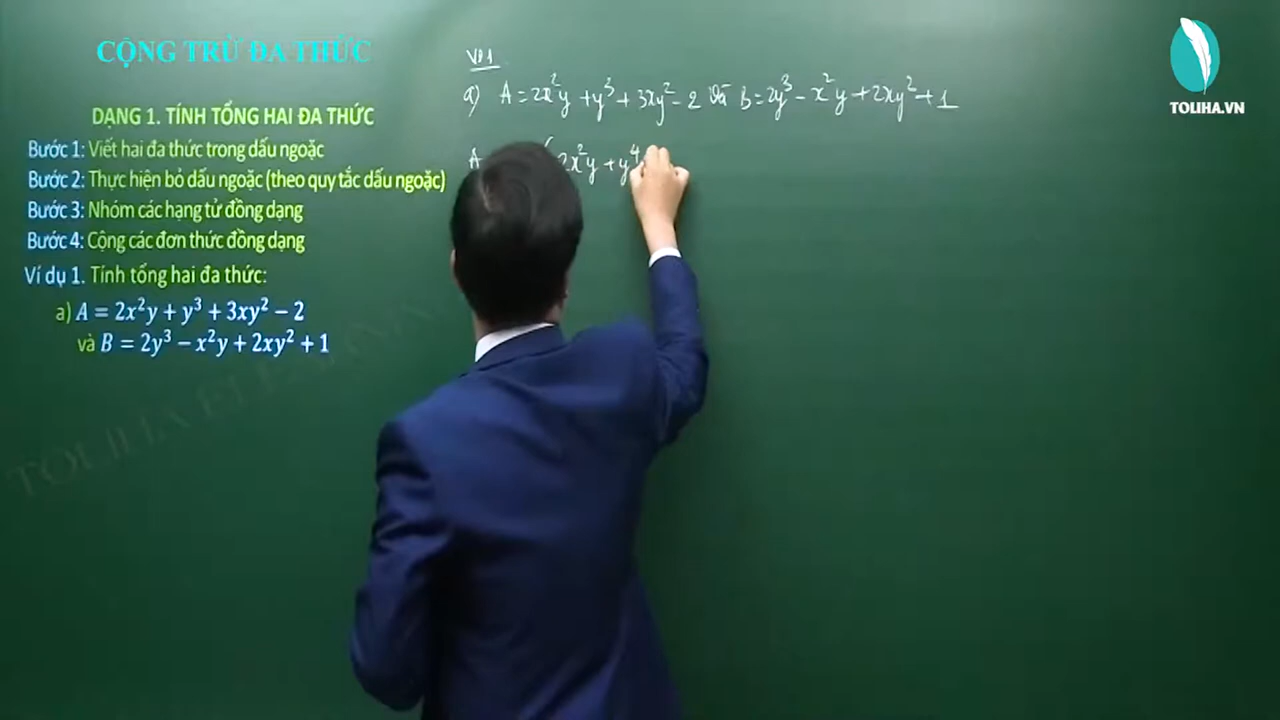 CỘNG TRỪ ĐA THỨC
DẠNG 1. TÍNH TỔNG HAI ĐA THỨC
Bước 1: Viết hai đa thức trong dấu ngoặc
Bước 2: Thực hiện bỏ dấu ngoặc (theo quy tắc dấu ngoặc)
Bước 3: Nhóm các hạng tử đồng dạng
Bước 4: Cộng các đơn thức đồng dạng
Ví dụ 1. Tính tổng hai đa thức:
a) A = 2x²y + y³ + 3xy² − 2
và B = 2y³ − x²y + 2xy² + 1
VD1
a) A = 2x²y + y³ + 3xy² − 2 và B = 2y³ − x²y + 2xy² + 1
A (2x²y + y⁴
TOLIHA.VN